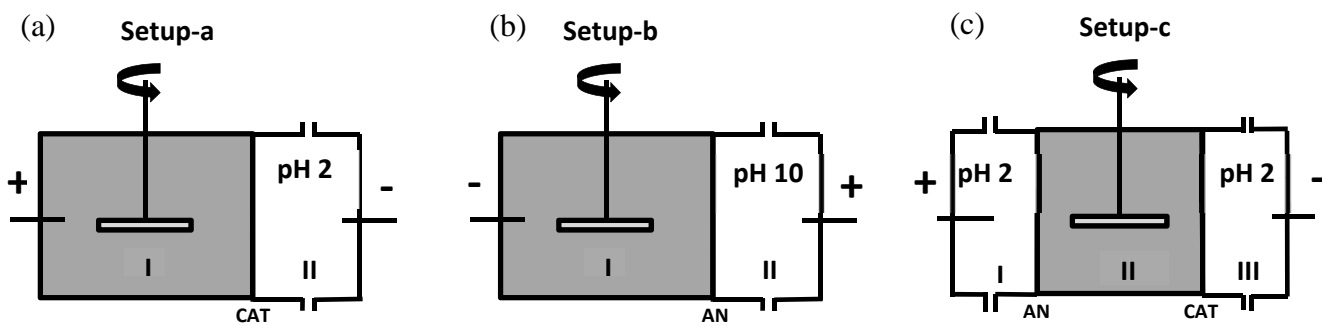 (a)
Setup-a
+
pH 2
-
I
II
CAT
(b)
Setup-b
-
pH 10
+
I
II
AN
(c)
Setup-c
+
pH 2
pH 2
-
I
II
III
AN
CAT